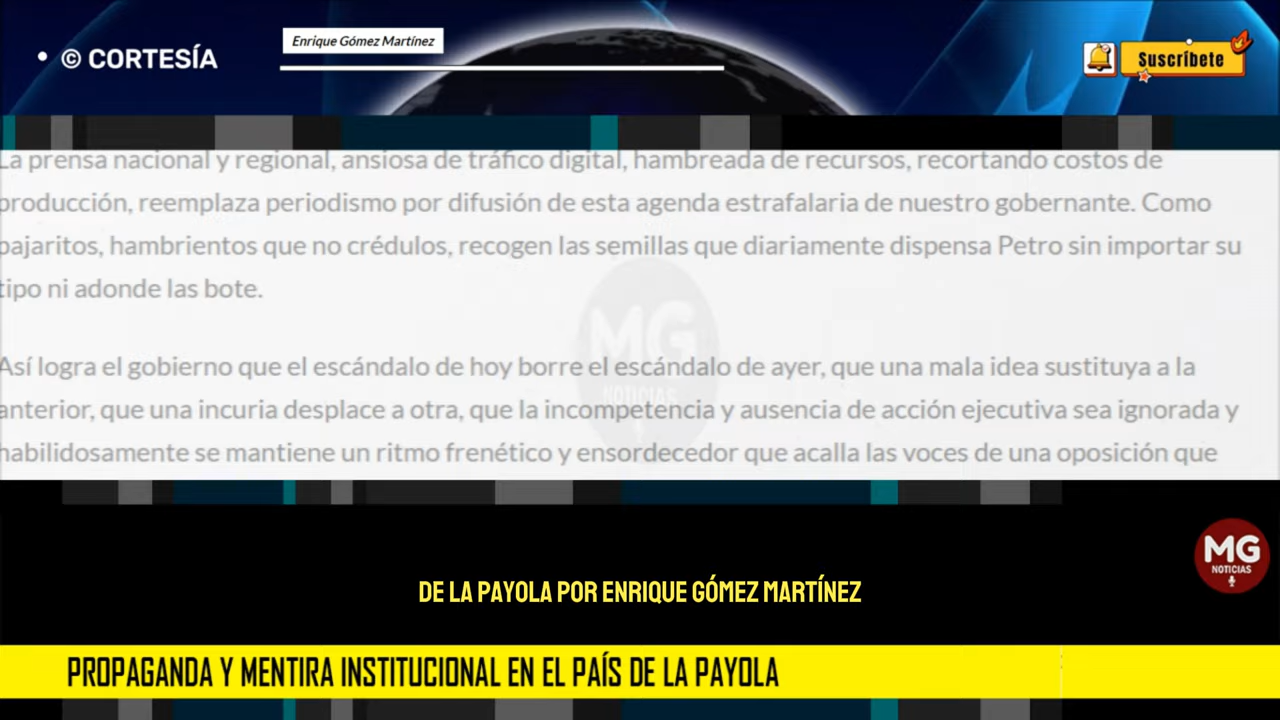 • © CORTESÍA
Enrique Gómez Martínez
Suscríbete
La prensa nacional y regional, ansiosa de tráfico digital, hambreada de recursos, recortando costos de
producción, reemplaza periodismo por difusión de esta agenda estrafalaria de nuestro gobernante. Como
pajaritos, hambrientos que no crédulos, recogen las semillas que diariamente dispensa Petro sin importar su
tipo ni adonde las bote.
Así logra el gobierno que el escándalo de hoy borre el escándalo de ayer, que una mala idea sustituya a la
anterior, que una incuria desplace a otra, que la incompetencia y ausencia de acción ejecutiva sea ignorada y
habilidosamente se mantiene un ritmo frenético y ensordecedor que acalla las voces de una oposición que
MG
NOTICIAS
MG
NOTICIAS
DE LA PAYOLA POR ENRIQUE GÓMEZ MARTÍNEZ
PROPAGANDA Y MENTIRA INSTITUCIONAL EN EL PAÍS DE LA PAYOLA